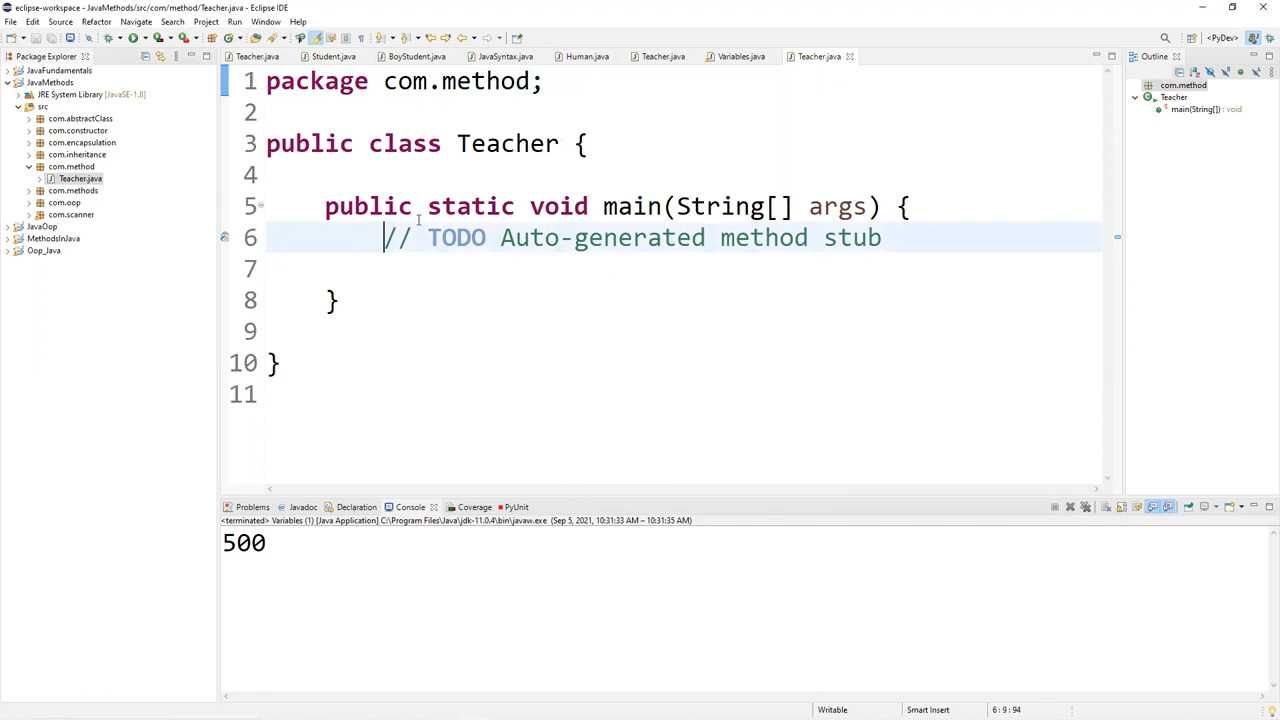 eclipse-workspace - JavaMethods/src/com/method/Teacher.java - Eclipse IDE
File Edit Source Refactor Navigate Search Project Run Window Help
<PyDev>
Package Explorer
JavaFundamentals
JavaMethods
JRE System Library [JavaSE-1.8]
src
com.abstractClass
com.constructor
com.encapsulation
com.inheritance
com.method
Teacher.java
com.methods
com.oop
com.scanner
JavaOop
MethodsInJava
Oop_Java
Teacher.java Student.java BoyStudent.java JavaSyntax.java Human.java Teacher.java Variables.java Teacher.java
1 package com.method;
2
3 public class Teacher {
4
5 public static void main(String[] args) {
6 // TODO Auto-generated method stub
7
8 }
9
10 }
11
Outline
com.method
Teacher
main(String[]) : void
Problems Javadoc Declaration Console Coverage PyUnit
<terminated> Variables (1) [Java Application] C:\Program Files\Java\jdk-11.0.4\bin\javaw.exe (Sep 5, 2021, 10:31:33 AM – 10:31:35 AM)
500
Writable Smart Insert 6 : 9 : 94